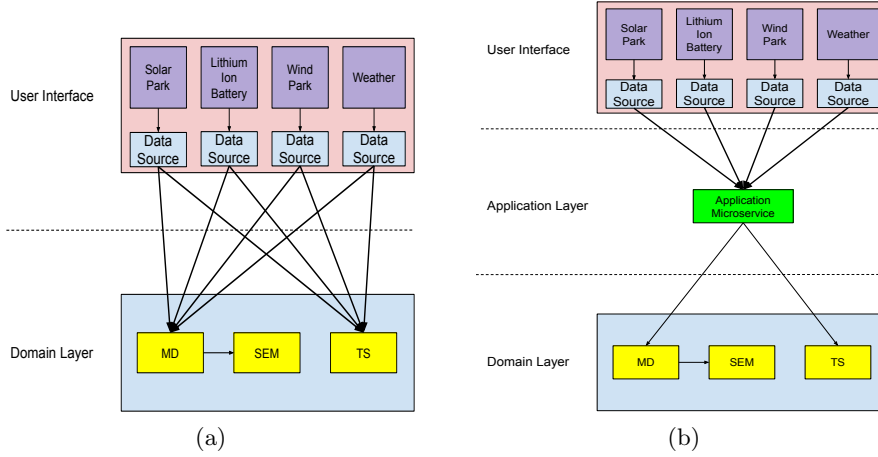 Solar
Park
Lithium
Ion
Battery
Wind
Park
Weather
User Interface
Data
Source
Data
Source
Data
Source
Data
Source
Domain Layer
MD
SEM
TS
(a)
User Interface
Solar
Park
Lithium
Ion
Battery
Wind
Park
Weather
Data
Source
Data
Source
Data
Source
Data
Source
Application Layer
Application
Microservice
Domain Layer
MD
SEM
TS
(b)